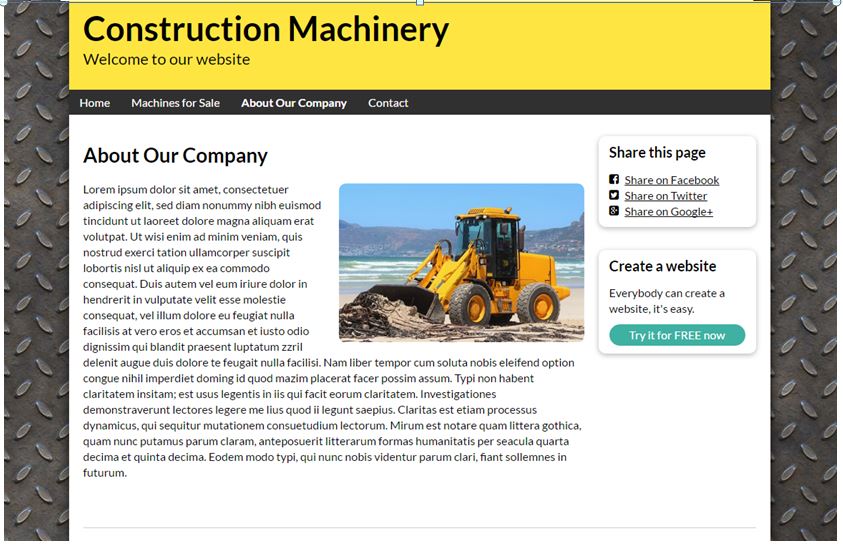 Construction Machinery
Welcome to our website
Home Machines for Sale About Our Company Contact
About Our Company
Lorem ipsum dolor sit amet, consectetuer
adipiscing elit, sed diam nonummy nibh euismod
tincidunt ut laoreet dolore magna aliquam erat
volutpat. Ut wisi enim ad minim veniam, quis
nostrud exerci tation ullamcorper suscipit
lobortis nisl ut aliquip ex ea commodo
consequat. Duis autem vel eum iriure dolor in
hendrerit in vulputate velit esse molestie
consequat, vel illum dolore eu feugiat nulla
facilisis at vero eros et accumsan et iusto odio
dignissim qui blandit praesent luptatum zzril
delenit augue duis dolore te feugait nulla facilisi. Nam liber tempor cum soluta nobis eleifend option
congue nihil imperdiet doming id quod mazim placerat facer possim assum. Typi non habent
claritatem insitam; est usus legentis in iis qui facit eorum claritatem. Investigationes
demonstraverunt lectores legere me lius quod ii legunt saepius. Claritas est etiam processus
dynamicus, qui sequitur mutationem consuetudium lectorum. Mirum est notare quam littera gothica,
quam nunc putamus parum claram, anteposuerit litterarum formas humanitatis per seacula quarta
decima et quinta decima. Eodem modo typi, qui nunc nobis videntur parum clari, fiant sollemnes in
futurum.
Share this page
Share on Facebook
Share on Twitter
Share on Google+
Create a website
Everybody can create a
website, it's easy.
Try it for FREE now